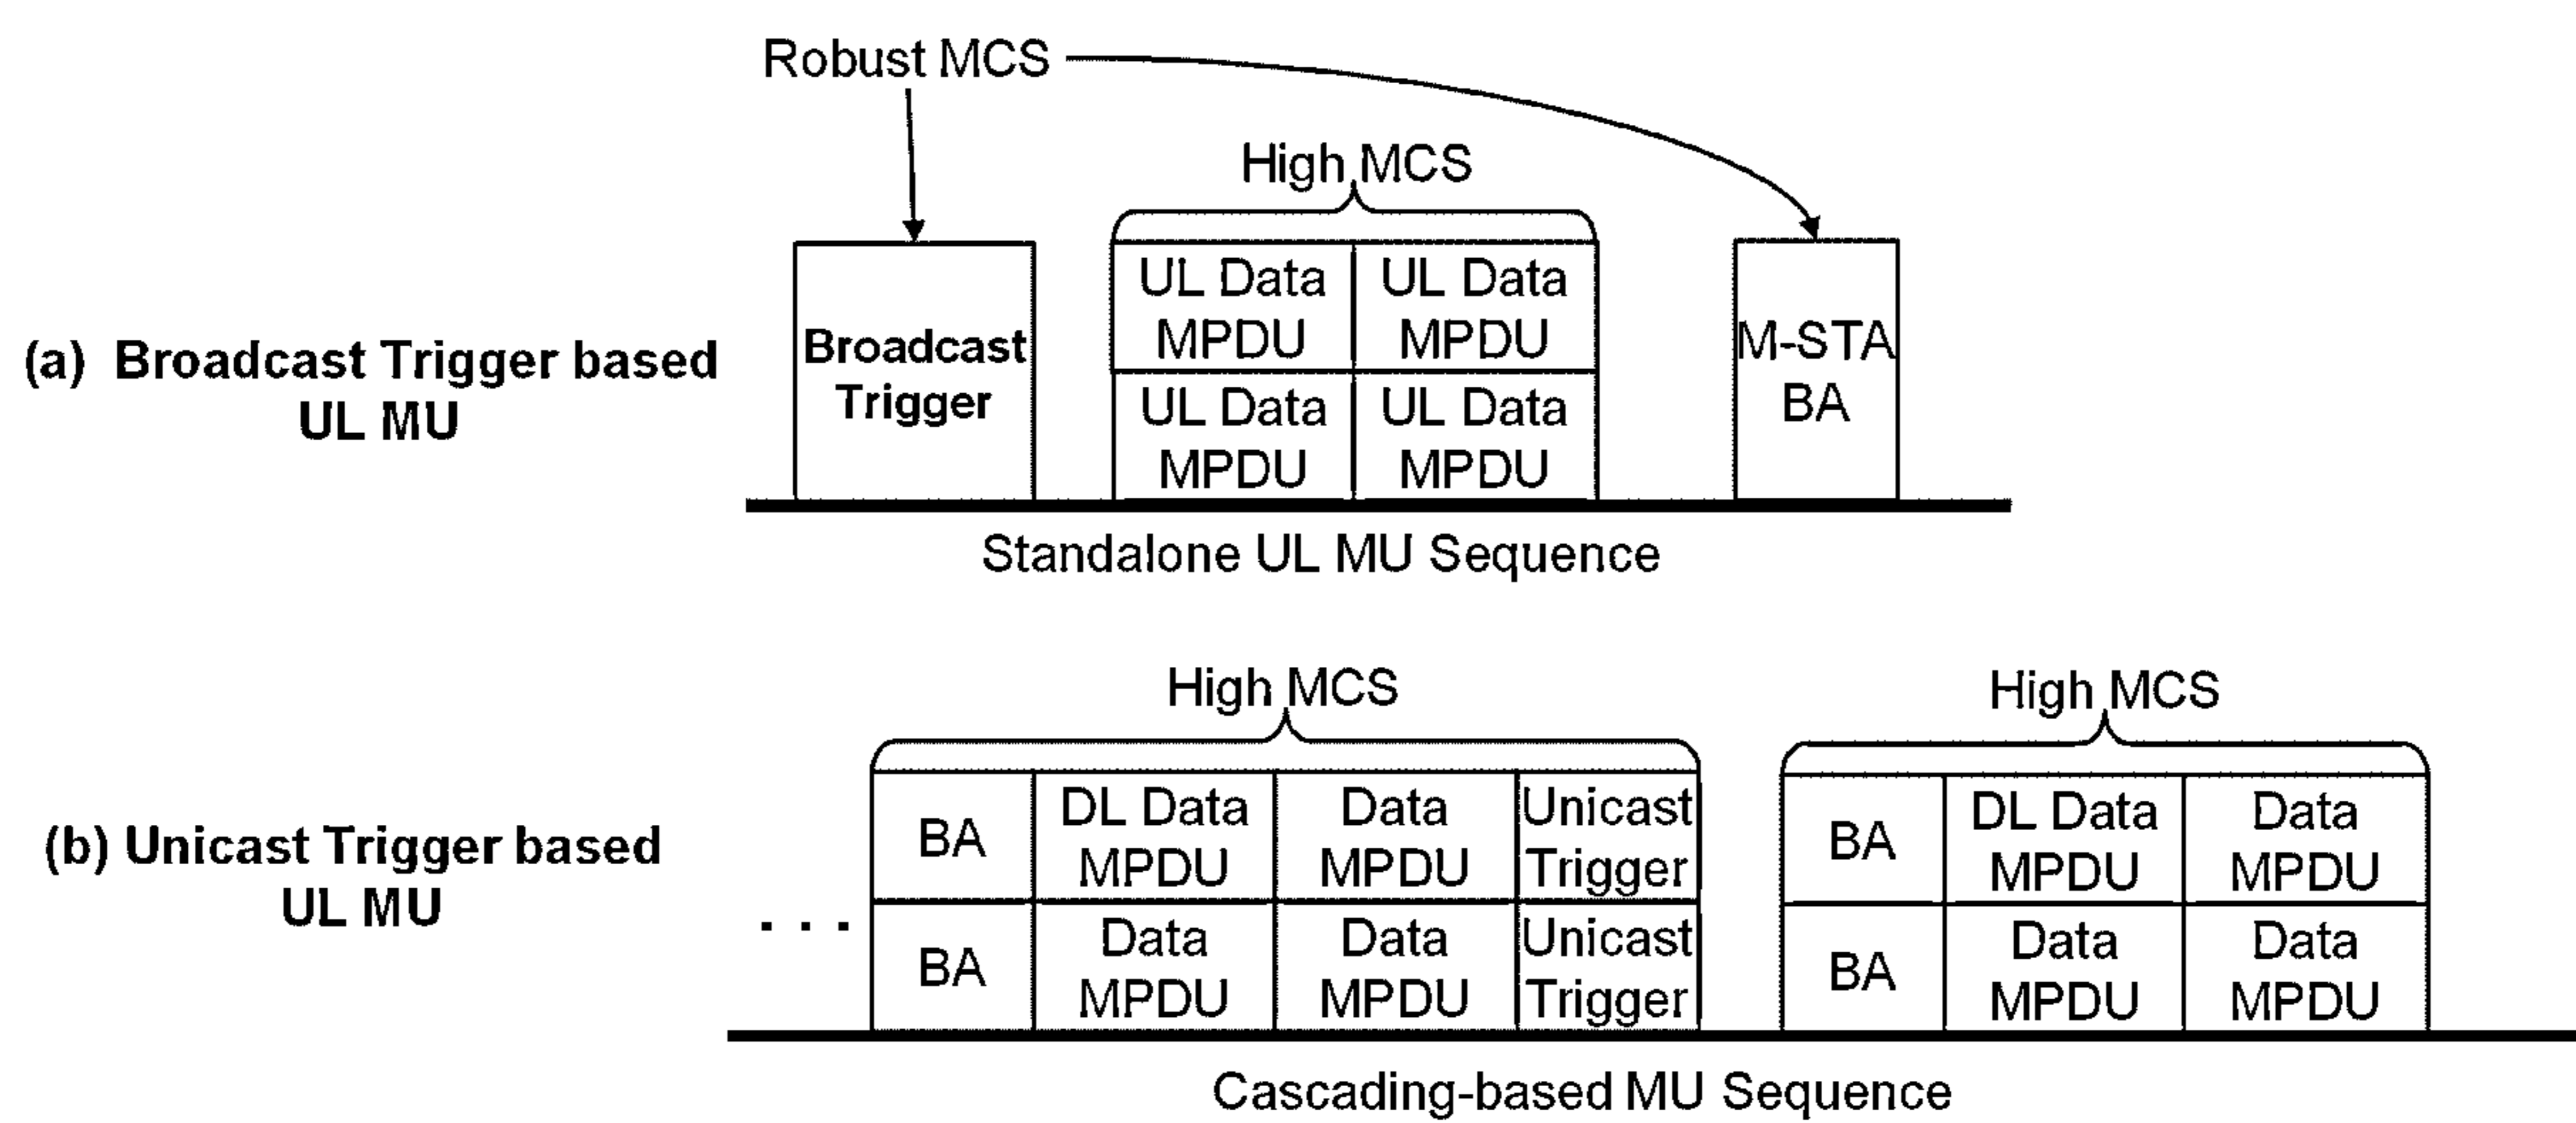 Robust MCS
High MCS
(a) Broadcast Trigger based
UL MU
Broadcast
Trigger
UL Data
MPDU
UL Data
MPDU
UL Data
MPDU
UL Data
MPDU
M-STA
BA
Standalone UL MU Sequence
High MCS
High MCS
(b) Unicast Trigger based
UL MU
. . .
BA
DL Data
MPDU
Data
MPDU
Unicast
Trigger
BA
Data
MPDU
Data
MPDU
Unicast
Trigger
BA
DL Data
MPDU
Data
MPDU
BA
Data
MPDU
Data
MPDU
Cascading-based MU Sequence